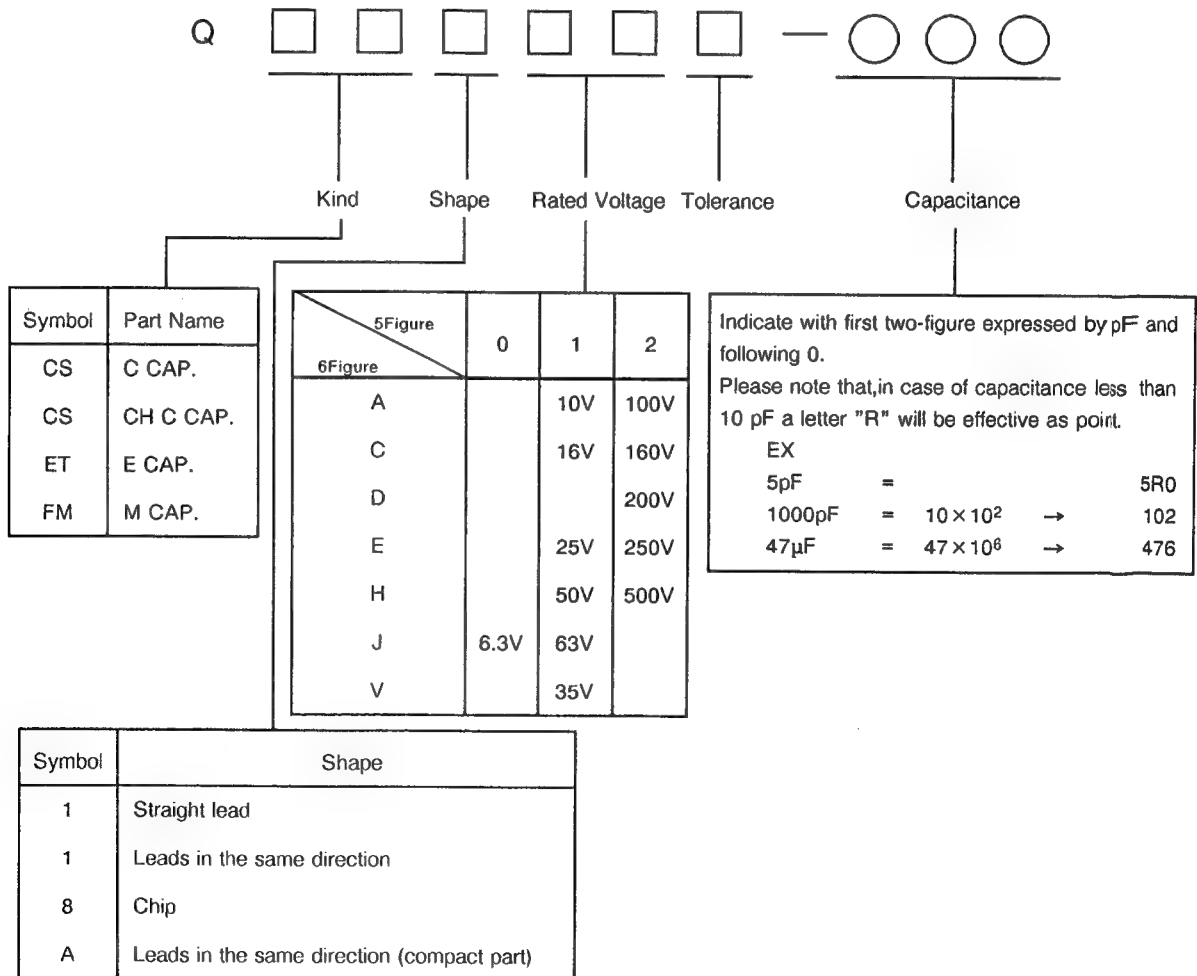 Q □ □ □ □ □ □ — ○ ○ ○
Kind Shape Rated Voltage Tolerance Capacitance
Symbol Part Name
CS C CAP.
CS CH C CAP.
ET E CAP.
FM M CAP.
5Figure 6Figure 0 1 2
A 10V 100V
C 16V 160V
D 200V
E 25V 250V
H 50V 500V
J 6.3V 63V
V 35V
Indicate with first two-figure expressed by pF and
following 0.
Please note that,in case of capacitance less than
10 pF a letter "R" will be effective as point.
EX
5pF = 5R0
1000pF = 10×10² → 102
47µF = 47×10⁶ → 476
Symbol Shape
1 Straight lead
1 Leads in the same direction
8 Chip
A Leads in the same direction (compact part)